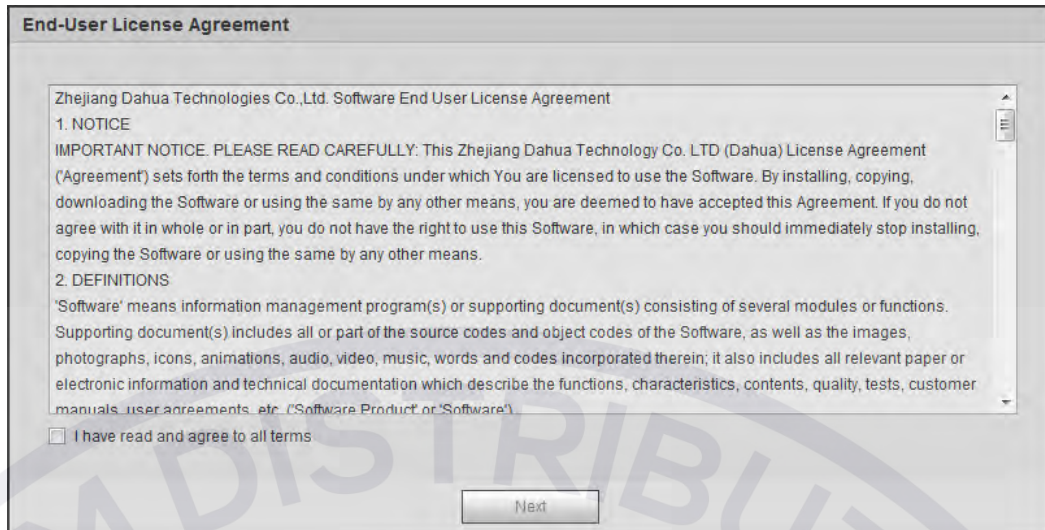 End-User License Agreement
Zhejiang Dahua Technologies Co.,Ltd. Software End User License Agreement
1. NOTICE
IMPORTANT NOTICE. PLEASE READ CAREFULLY: This Zhejiang Dahua Technology Co. LTD (Dahua) License Agreement
('Agreement') sets forth the terms and conditions under which You are licensed to use the Software. By installing, copying,
downloading the Software or using the same by any other means, you are deemed to have accepted this Agreement. If you do not
agree with it in whole or in part, you do not have the right to use this Software, in which case you should immediately stop installing,
copying the Software or using the same by any other means.
2. DEFINITIONS
'Software' means information management program(s) or supporting document(s) consisting of several modules or functions.
Supporting document(s) includes all or part of the source codes and object codes of the Software, as well as the images,
photographs, icons, animations, audio, video, music, words and codes incorporated therein; it also includes all relevant paper or
electronic information and technical documentation which describe the functions, characteristics, contents, quality, tests, customer
manuals, user agreements, etc. ('Software Product' or 'Software').
I have read and agree to all terms
Next